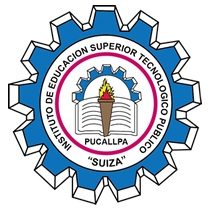 INSTITUTO DE EDUCACION SUPERIOR TECNOLOGICO PUBLICO
PUCALLPA
"SUIZA"